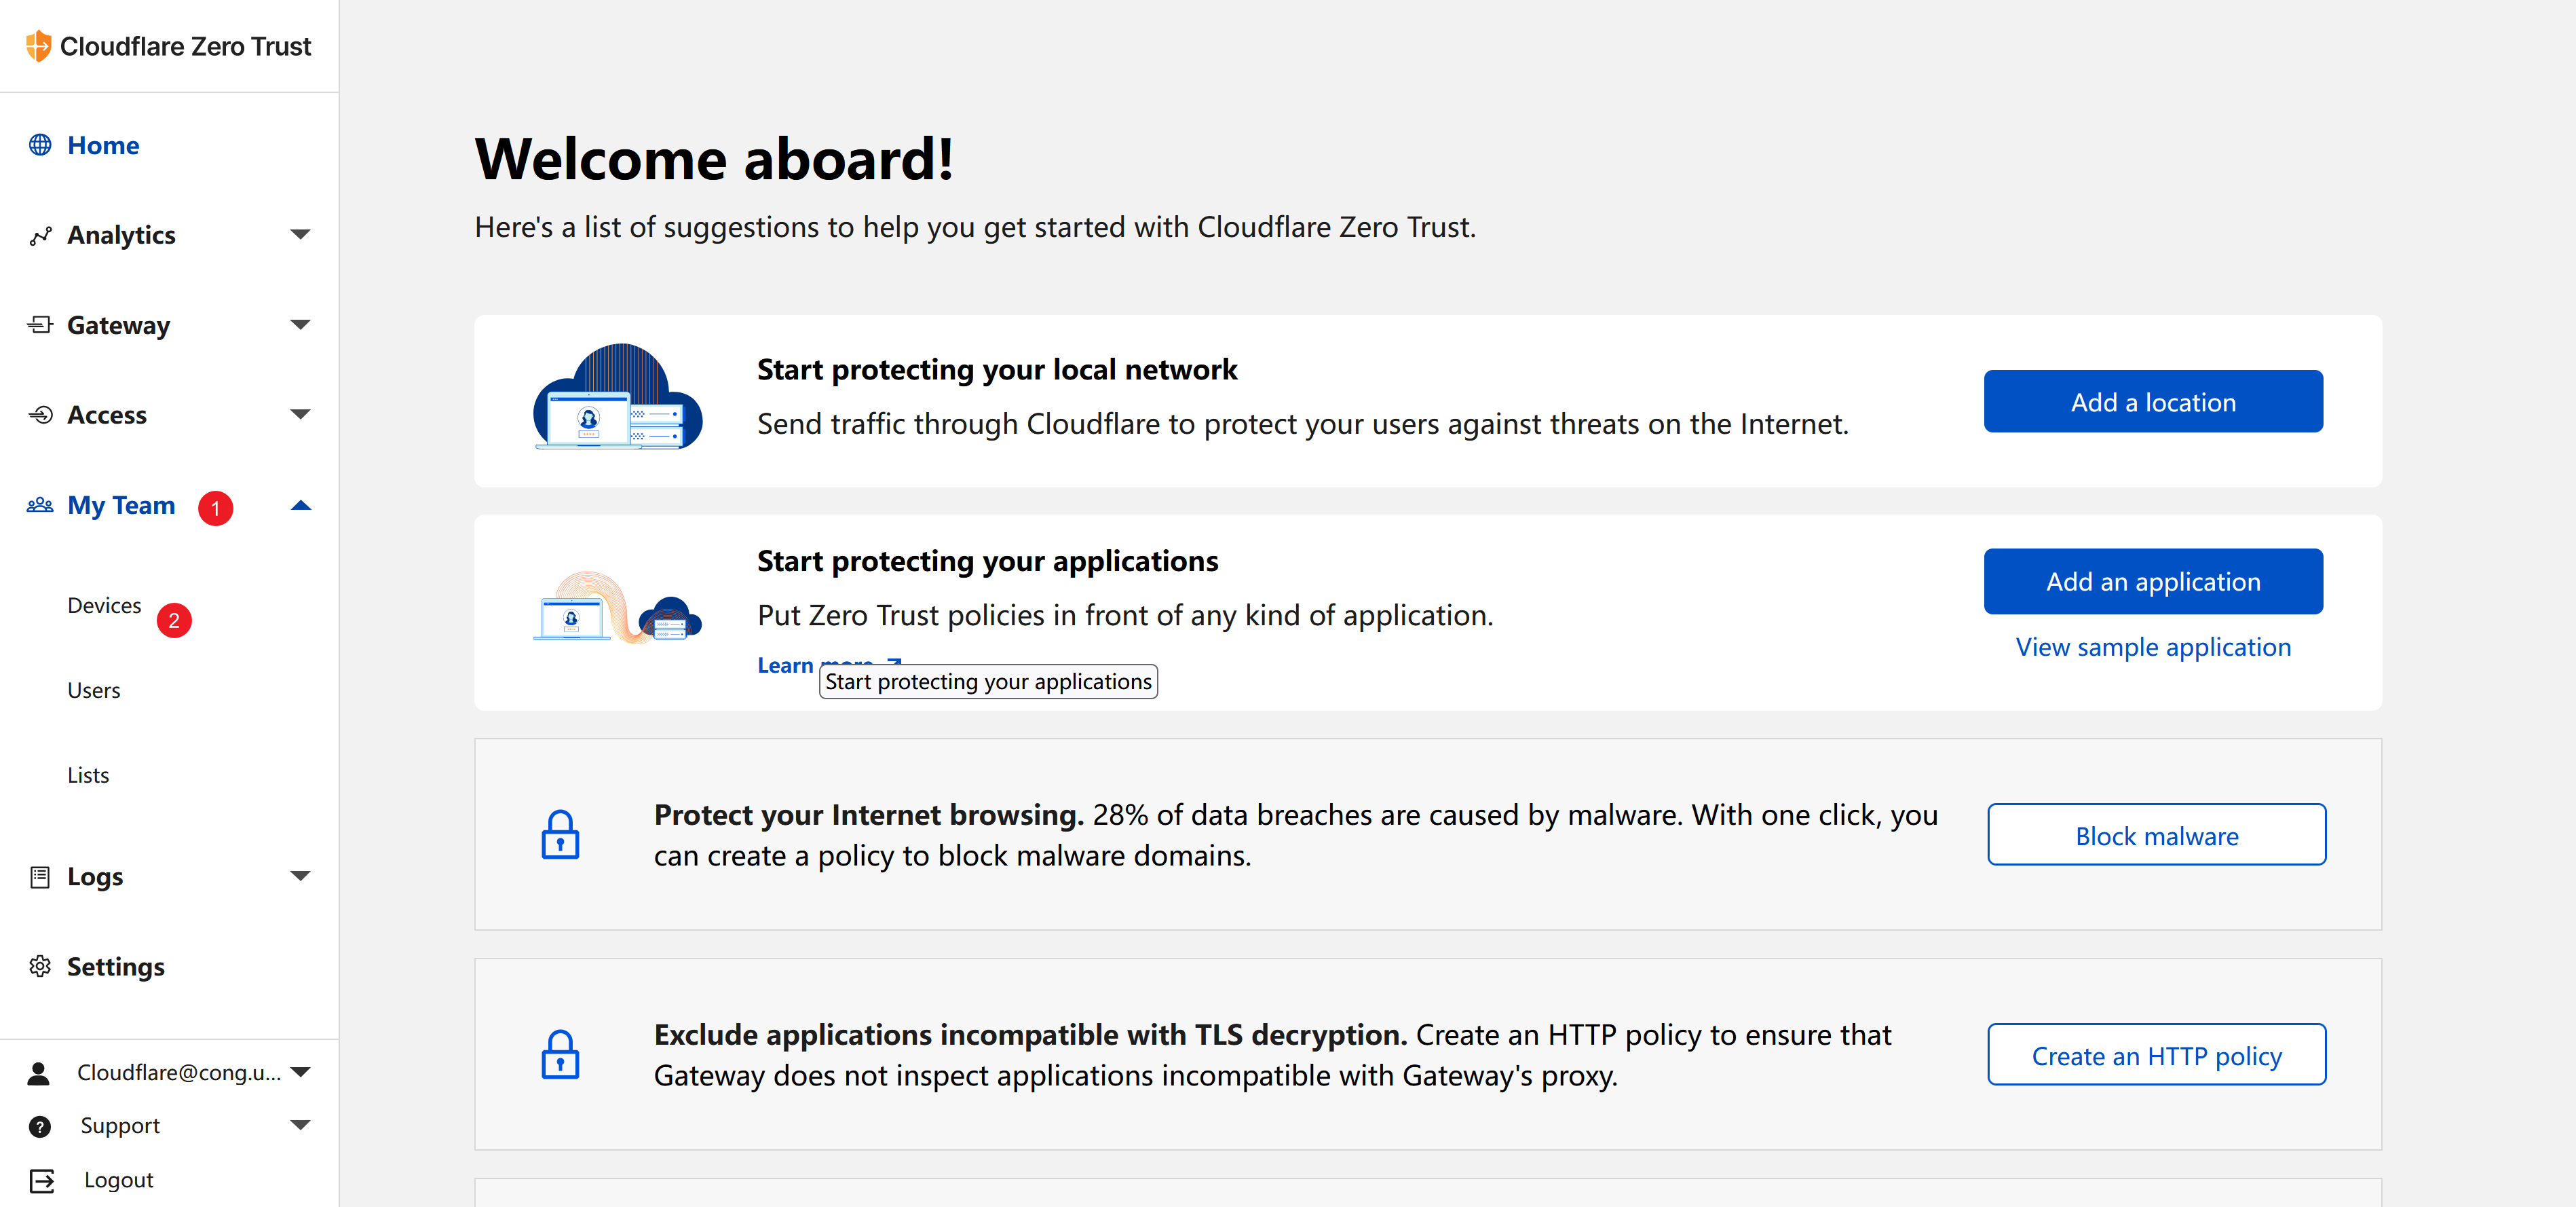 Cloudflare Zero Trust
Home
Analytics
Gateway
Access
My Team
1
Devices
2
Users
Lists
Logs
Settings
Cloudflare@cong.u...
Support
Logout
Welcome aboard!
Here's a list of suggestions to help you get started with Cloudflare Zero Trust.
Start protecting your local network
Send traffic through Cloudflare to protect your users against threats on the Internet.
Add a location
Start protecting your applications
Put Zero Trust policies in front of any kind of application.
Learn more
Start protecting your applications
Add an application
View sample application
Protect your Internet browsing. 28% of data breaches are caused by malware. With one click, you
can create a policy to block malware domains.
Block malware
Exclude applications incompatible with TLS decryption. Create an HTTP policy to ensure that
Gateway does not inspect applications incompatible with Gateway's proxy.
Create an HTTP policy